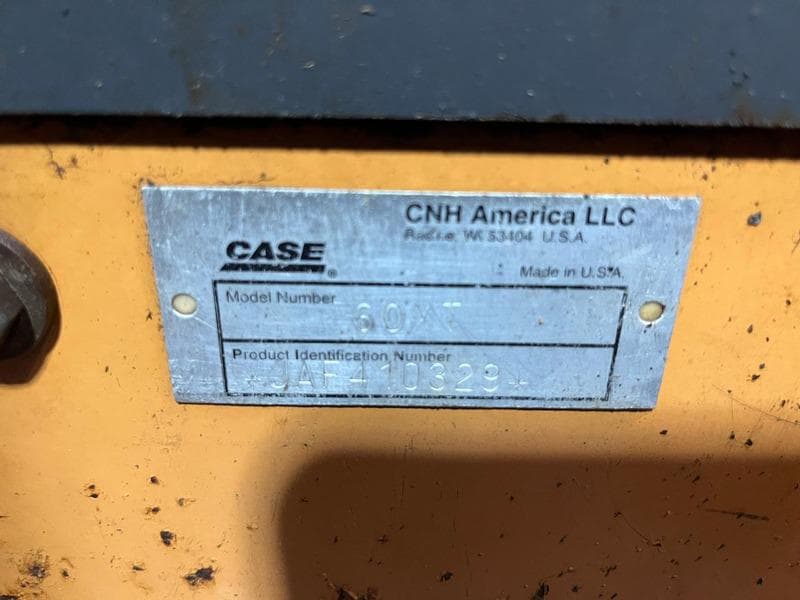 CNH America LLC
Racine WI 53404 U.S.A.
CASE
®
Made in U.S.A.
Model Number
60XT
Product Identification Number
*JAF410329*